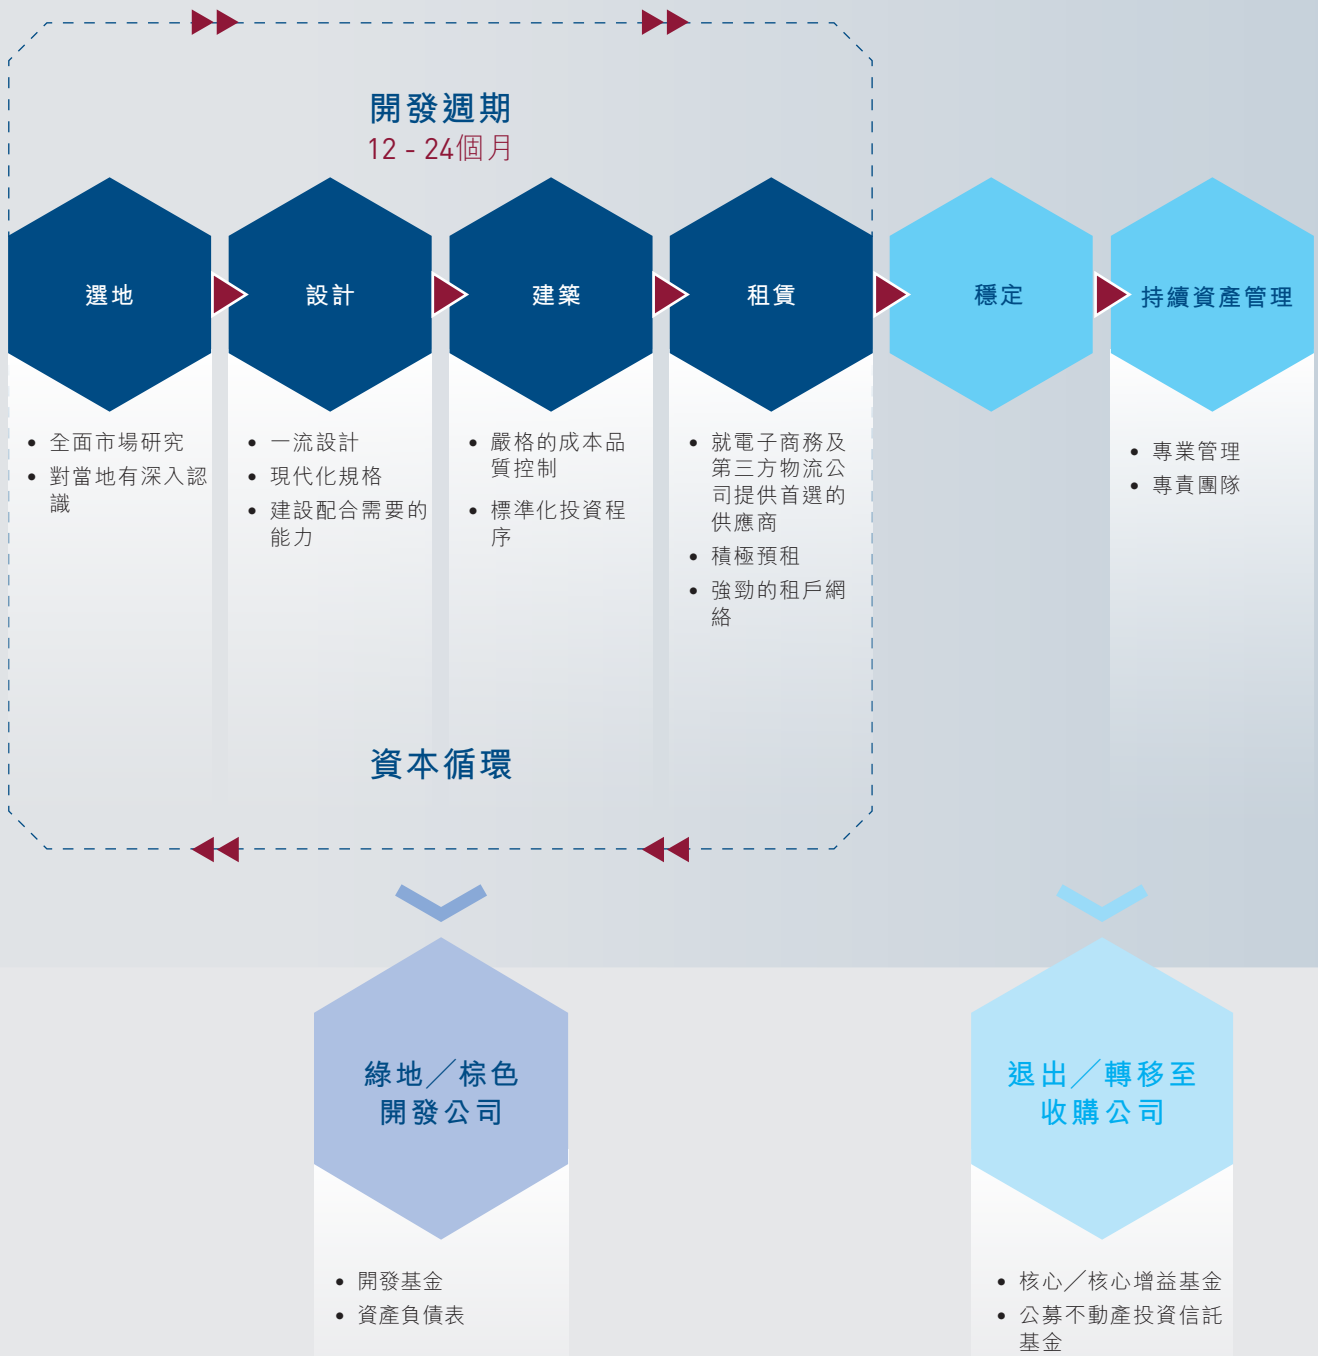 開發週期
12 - 24個月
選地
設計
建築
租賃
穩定
持續資產管理
• 全面市場研究
• 對當地有深入認
識
• 一流設計
• 現代化規格
• 建設配合需要的
能力
• 嚴格的成本品
質控制
• 標準化投資程
序
• 就電子商務及
第三方物流公
司提供首選的
供應商
• 積極預租
• 強勁的租戶網
絡
• 專業管理
• 專責團隊
資本循環
綠地／棕色
開發公司
• 開發基金
• 資產負債表
退出／轉移至
收購公司
• 核心／核心增益基金
• 公募不動產投資信託
基金